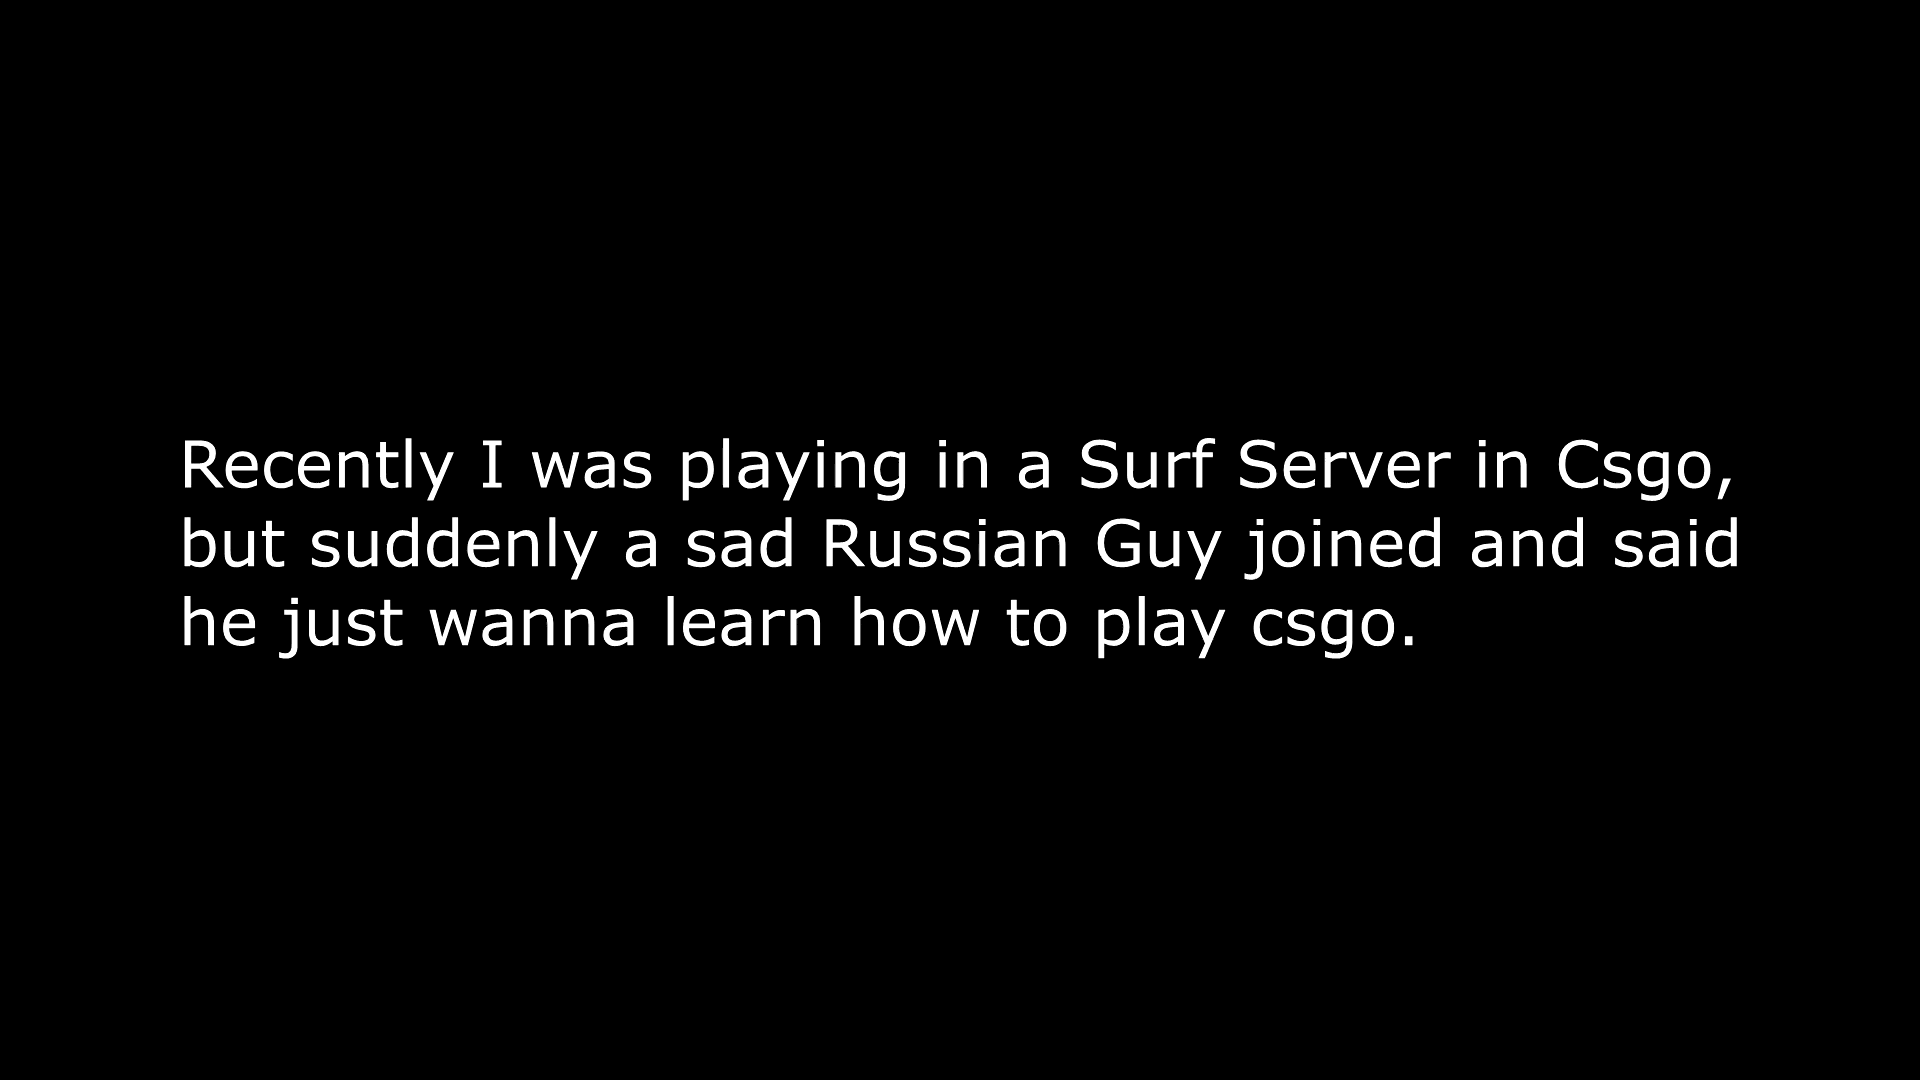 Recently I was playing in a Surf Server in Csgo,
but suddenly a sad Russian Guy joined and said
he just wanna learn how to play csgo.